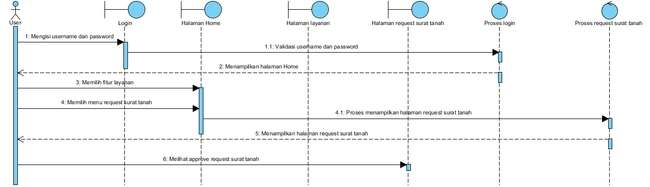 User
Login
Halaman Home
Halaman layanan
Halaman request surat tanah
Proses login
Proses request surat tanah
1: Mengisi username dan password
1.1: Validasi username dan password
2: Menampilkan halaman Home
3: Memilih fitur layanan
4: Memilih menu request surat tanah
4.1: Proses menampilkan halaman request surat tanah
5: Menampilkan halaman request surat tanah
6: Melihat approve request surat tanah